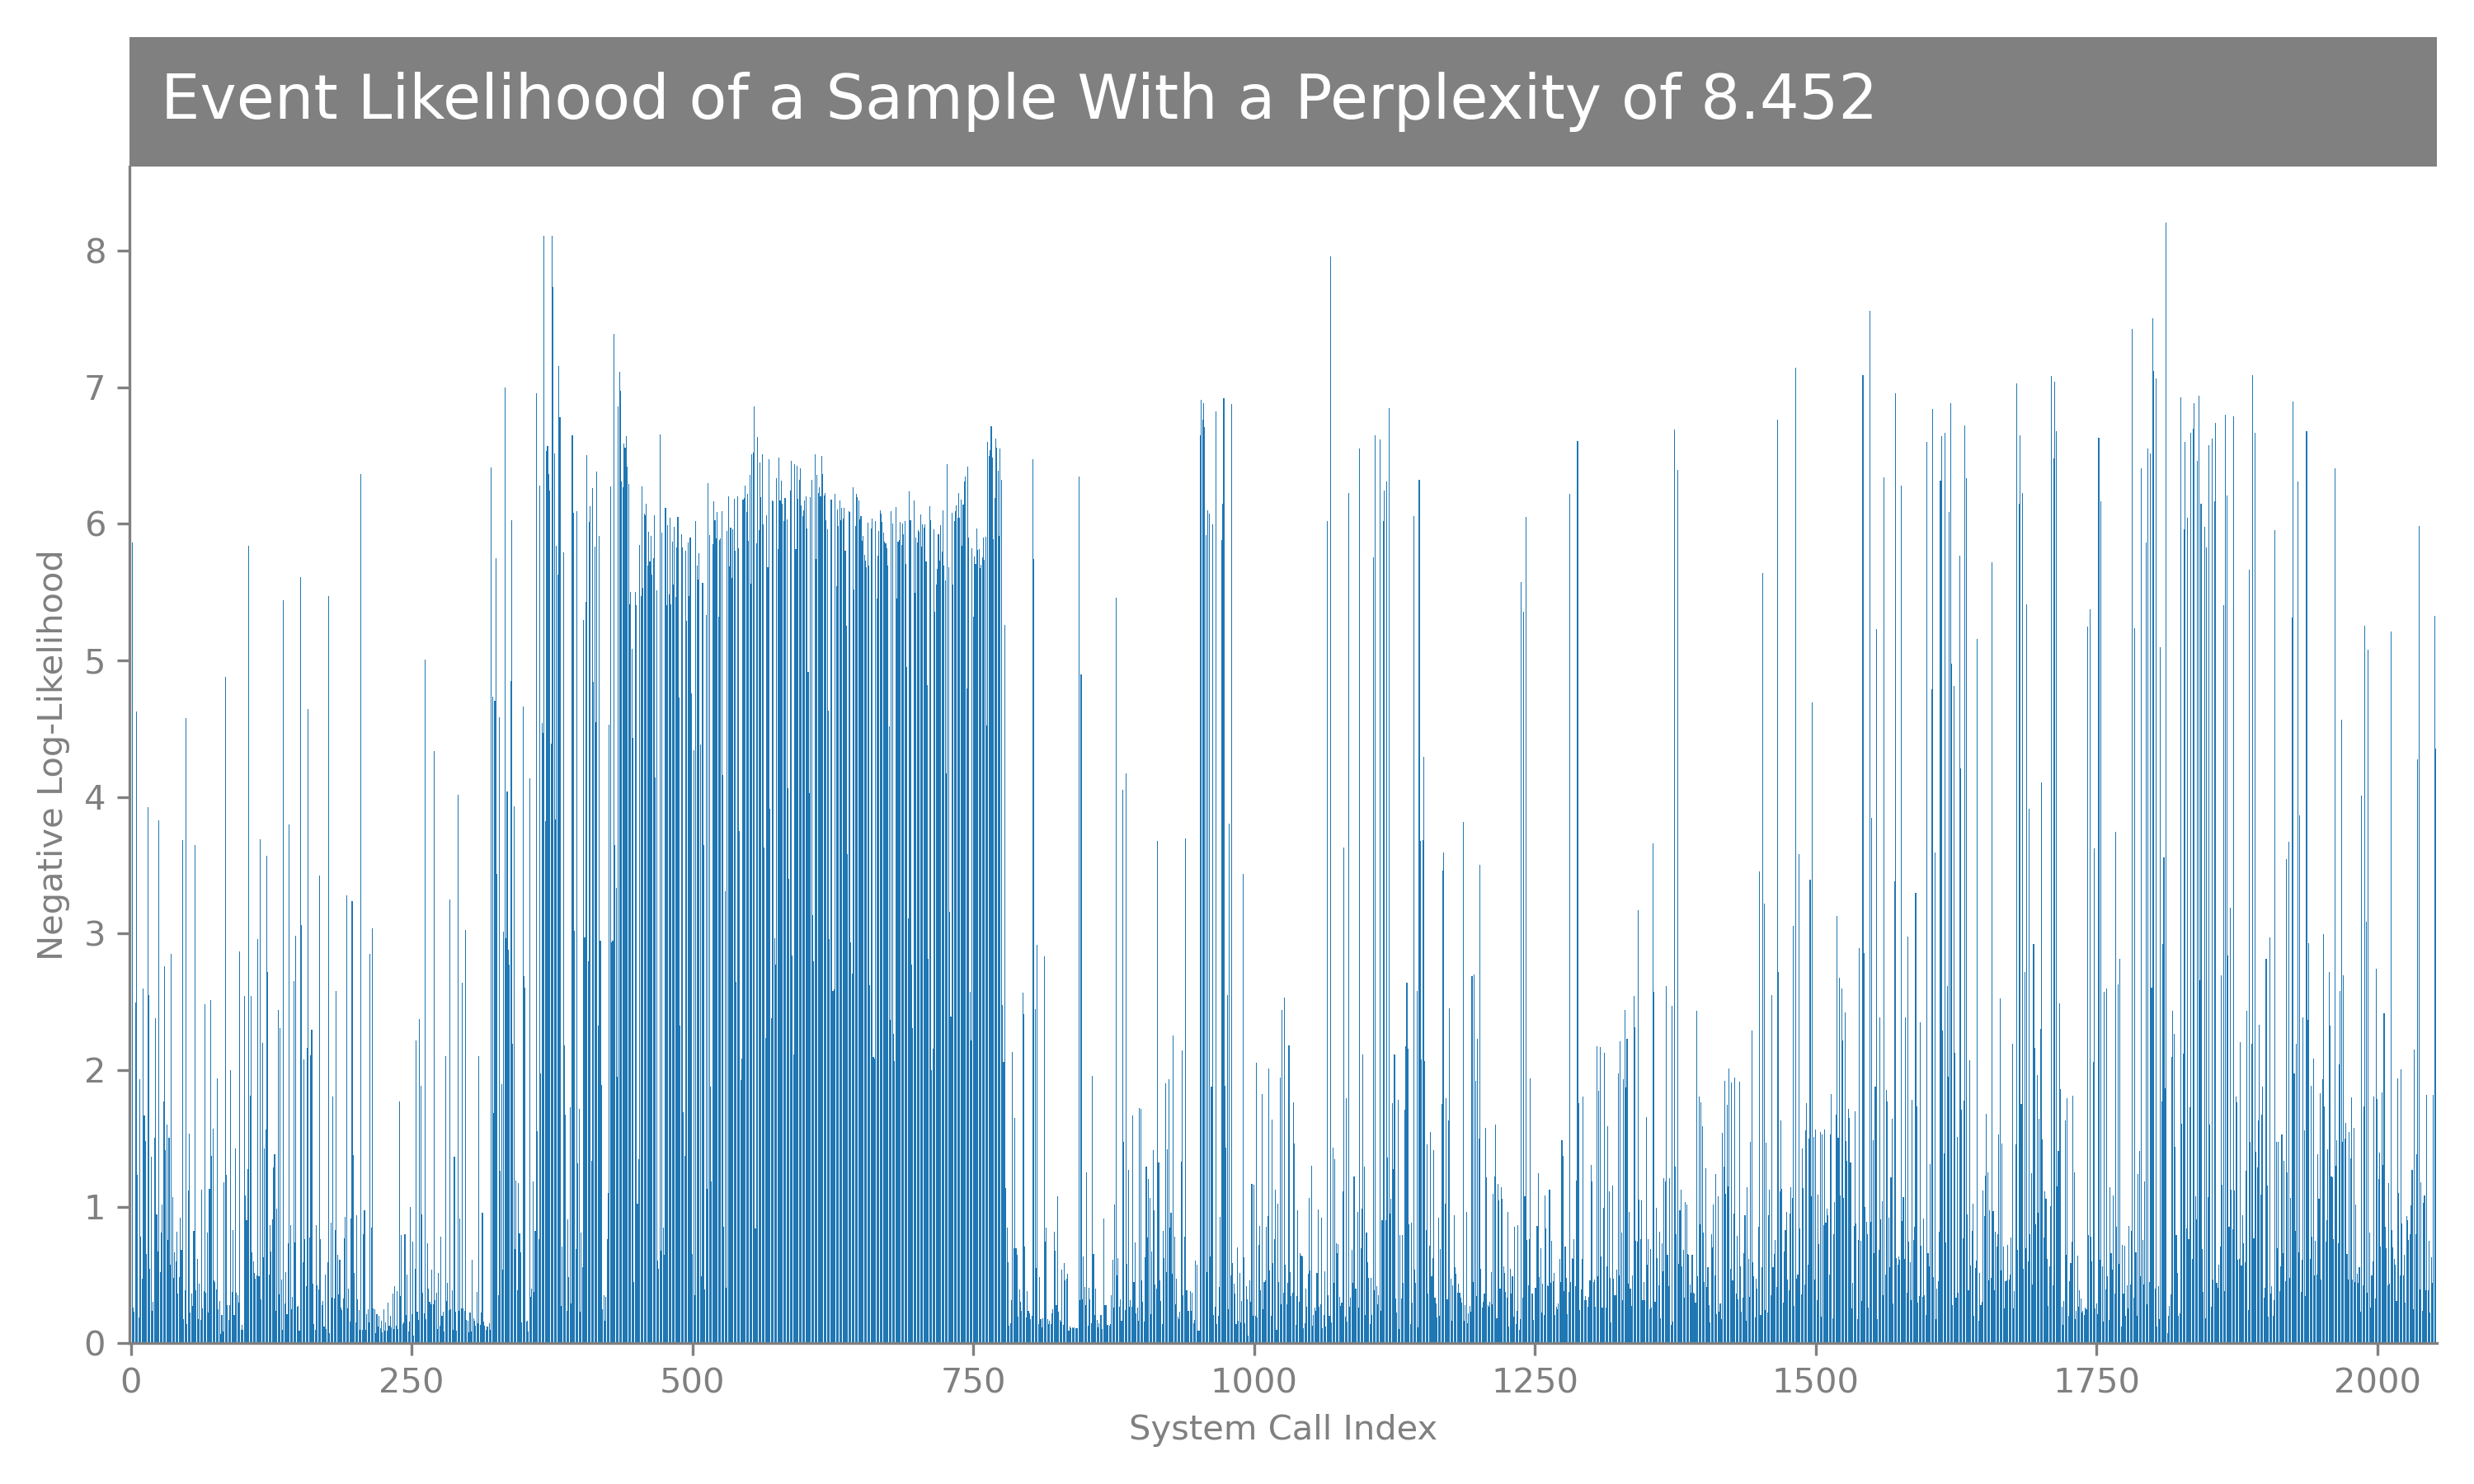 Event Likelihood of a Sample With a Perplexity of 8.452
8
7
6
5
4
3
2
1
0
Negative Log-Likelihood
0 250 500 750 1000 1250 1500 1750 2000
System Call Index